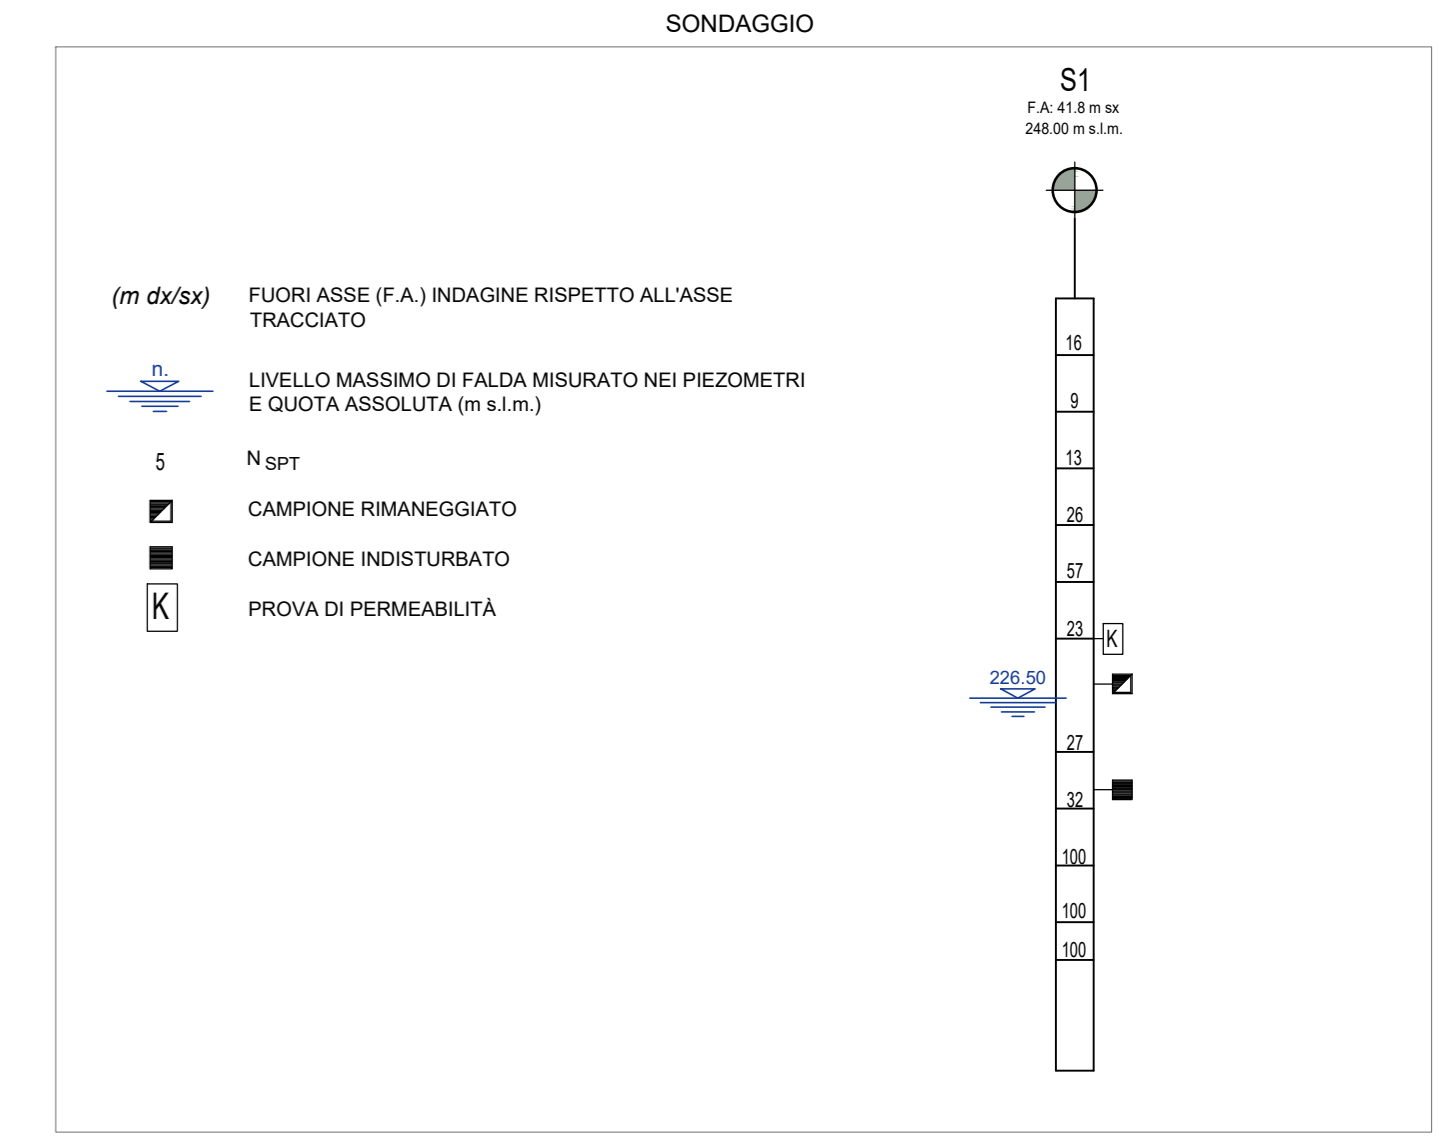 SONDAGGIO
S1
F.A: 41.8 m sx
248.00 m s.l.m.
(m dx/sx)
FUORI ASSE (F.A.) INDAGINE RISPETTO ALL'ASSE
TRACCIATO
n.
LIVELLO MASSIMO DI FALDA MISURATO NEI PIEZOMETRI
E QUOTA ASSOLUTA (m s.l.m.)
5
N SPT
CAMPIONE RIMANEGGIATO
CAMPIONE INDISTURBATO
K
PROVA DI PERMEABILITÀ
16
9
13
26
57
23
K
226.50
27
32
100
100
100